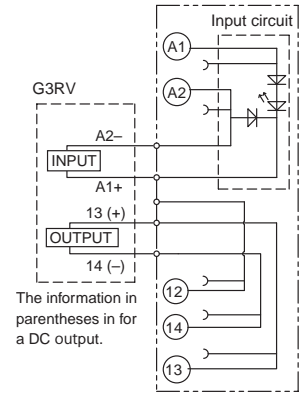 Input circuit
A1
A2
G3RV
A2–
INPUT
A1+
13 (+)
OUTPUT
14 (–)
The information in
parentheses in for
a DC output.
12
14
13